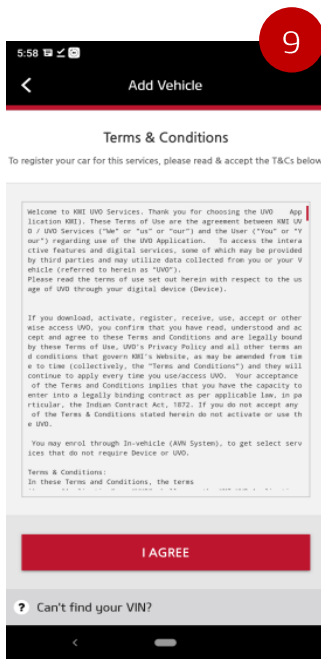 9
5:58
Add Vehicle
Terms & Conditions
To register your car for this services, please read & accept the T&Cs below
Welcome to KMI UVO Services. Thank you for choosing the UVO App
lication KMI). These Terms of Use are the agreement between KMI UV
O / UVO Services ("We" or "us" or "our") and the User ("You" or "Y
our") regarding use of the UVO Application. To access the intera
ctive features and digital services, some of which may be provided
by third parties and may utilize data collected from you or your V
ehicle (referred to herein as "UVO").
Please read the terms of use set out herein with respect to the us
age of UVO through your digital device (Device).
If you download, activate, register, receive, use, accept or other
wise access UVO, you confirm that you have read, understood and ac
cept and agree to these Terms and Conditions and are legally bound
by these Terms of Use, UVO's Privacy Policy and all other terms an
d conditions that govern KMI's Website, as may be amended from tim
e to time (collectively, the "Terms and Conditions") and they will
continue to apply every time you use/access UVO. Your acceptance
of the Terms and Conditions implies that you have the capacity to
enter into a legally binding contract as per applicable law, in pa
rticular, the Indian Contract Act, 1872. If you do not accept any
of the Terms & Conditions stated herein do not activate or use th
e UVO.
You may enrol through In-vehicle (AVN System), to get select serv
ices that do not require Device or UVO.
Terms & Conditions:
In these Terms and Conditions, the terms
I AGREE
? Can't find your VIN?